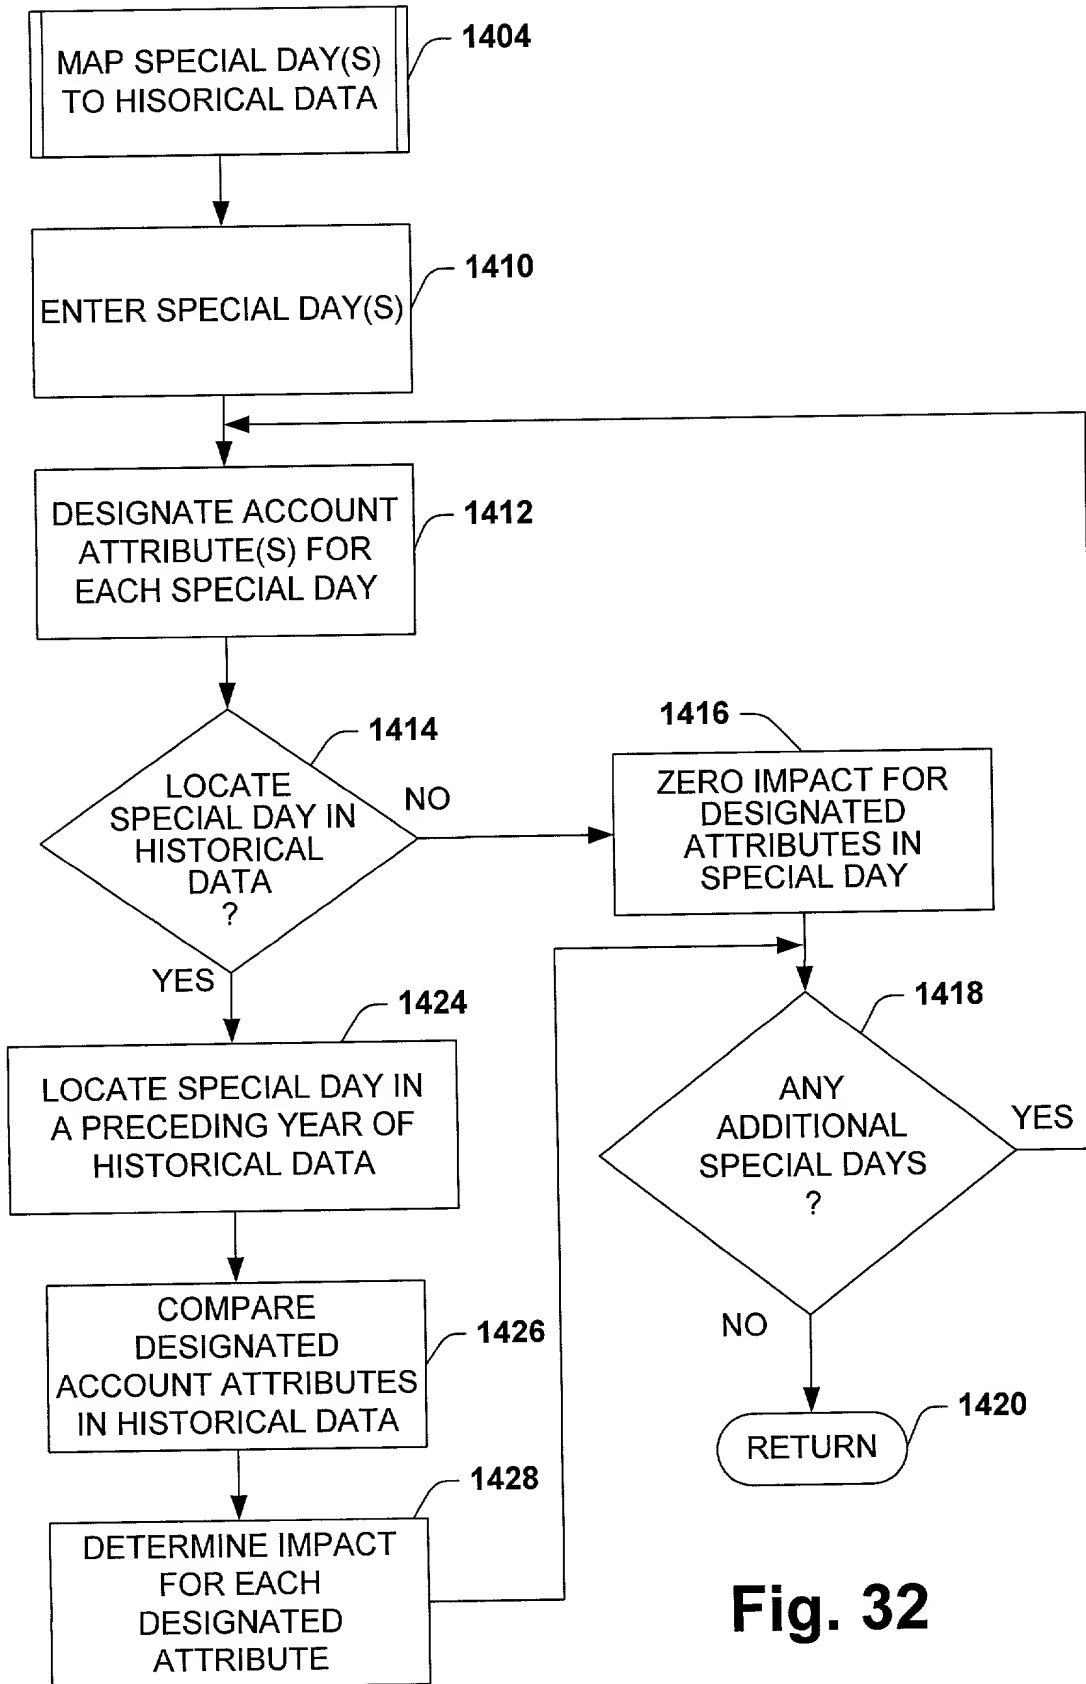 MAP SPECIAL DAY(S)
TO HISORICAL DATA
1404
ENTER SPECIAL DAY(S)
1410
DESIGNATE ACCOUNT
ATTRIBUTE(S) FOR
EACH SPECIAL DAY
1412
LOCATE
SPECIAL DAY IN
HISTORICAL
DATA
?
1414
NO
YES
1416
ZERO IMPACT FOR
DESIGNATED
ATTRIBUTES IN
SPECIAL DAY
1424
LOCATE SPECIAL DAY IN
A PRECEDING YEAR OF
HISTORICAL DATA
1418
ANY
ADDITIONAL
SPECIAL DAYS
?
YES
NO
COMPARE
DESIGNATED
ACCOUNT ATTRIBUTES
IN HISTORICAL DATA
1426
RETURN
1420
1428
DETERMINE IMPACT
FOR EACH
DESIGNATED
ATTRIBUTE
Fig. 32